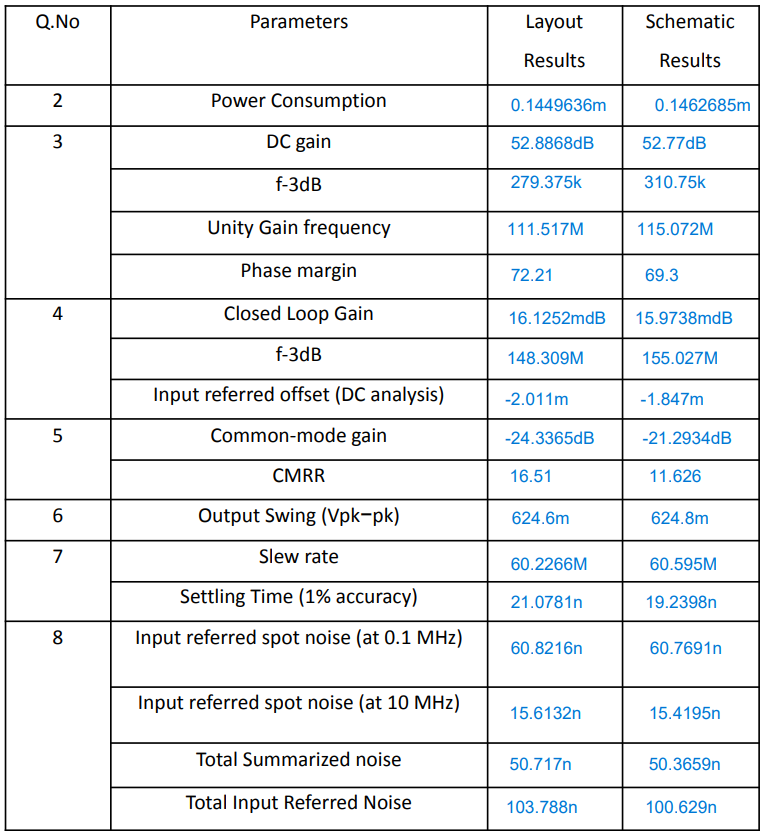 Q.No Parameters Layout Results Schematic Results
2 Power Consumption 0.1449636m 0.1462685m
3 DC gain 52.8868dB 52.77dB
f-3dB 279.375k 310.75k
Unity Gain frequency 111.517M 115.072M
Phase margin 72.21 69.3
4 Closed Loop Gain 16.1252mdB 15.9738mdB
f-3dB 148.309M 155.027M
Input referred offset (DC analysis) -2.011m -1.847m
5 Common-mode gain -24.3365dB -21.2934dB
CMRR 16.51 11.626
6 Output Swing (Vpk−pk) 624.6m 624.8m
7 Slew rate 60.2266M 60.595M
Settling Time (1% accuracy) 21.0781n 19.2398n
8 Input referred spot noise (at 0.1 MHz) 60.8216n 60.7691n
Input referred spot noise (at 10 MHz) 15.6132n 15.4195n
Total Summarized noise 50.717n 50.3659n
Total Input Referred Noise 103.788n 100.629n